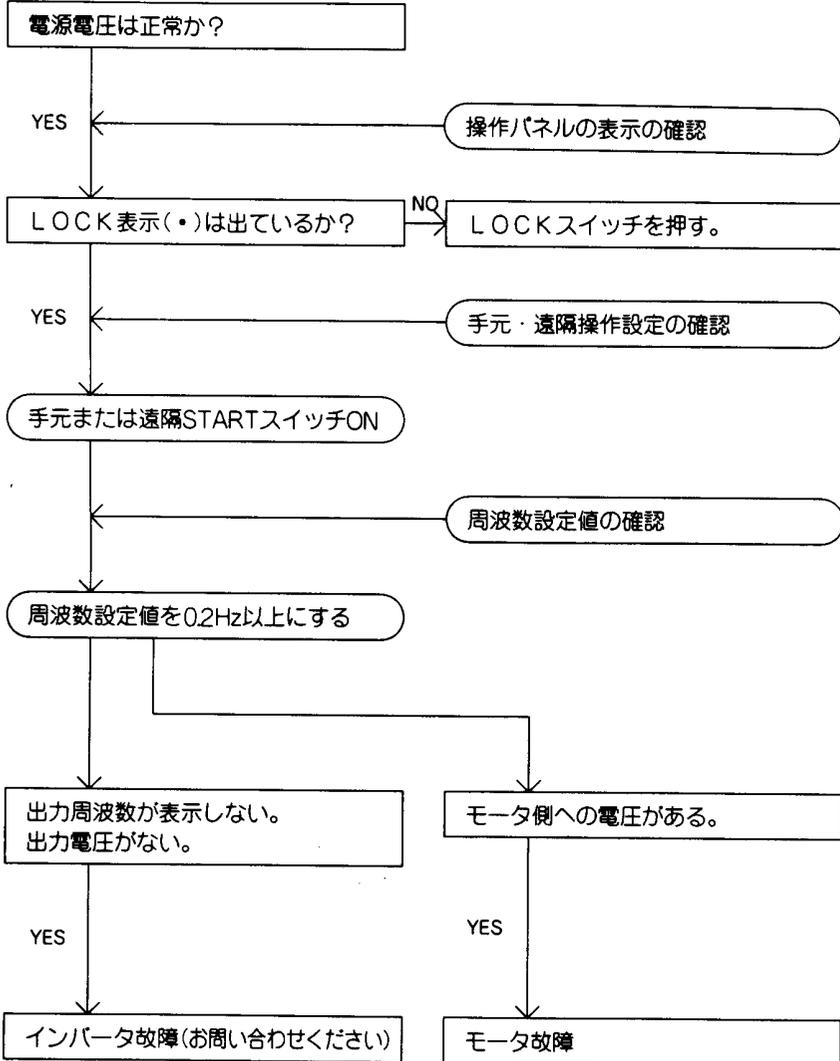 電源電圧は正常か？
YES
操作パネルの表示の確認
ＬＯＣＫ表示(・)は出ているか？
NO
ＬＯＣＫスイッチを押す。
YES
手元・遠隔操作設定の確認
手元または遠隔STARTスイッチON
周波数設定値の確認
周波数設定値を0.2Hz以上にする
出力周波数が表示しない。
出力電圧がない。
モータ側への電圧がある。
YES
YES
インバータ故障(お問い合わせください)
モータ故障